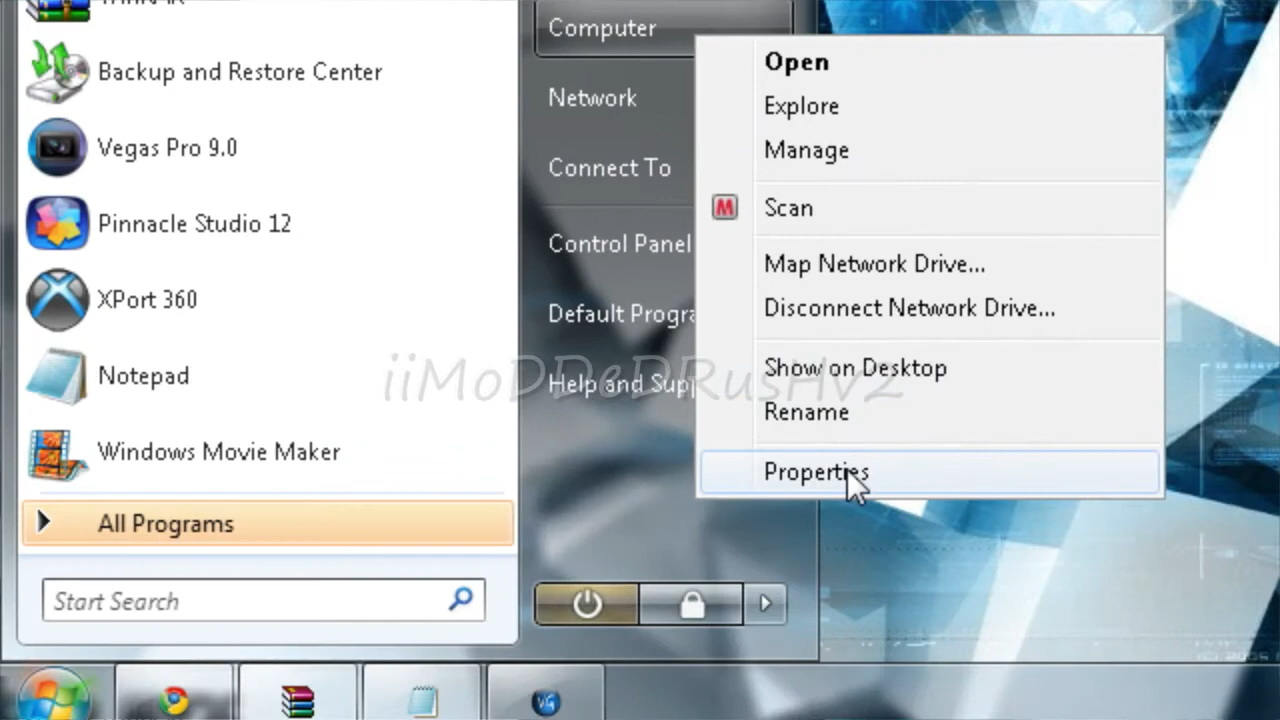 Backup and Restore Center
Vegas Pro 9.0
Pinnacle Studio 12
XPort 360
Notepad
Windows Movie Maker
All Programs
Start Search
Computer
Network
Connect To
Control Panel
Default Progra
Help and Supp
Open
Explore
Manage
M
Scan
Map Network Drive...
Disconnect Network Drive...
Show on Desktop
Rename
Properties
iiMoDDeDRusHv2